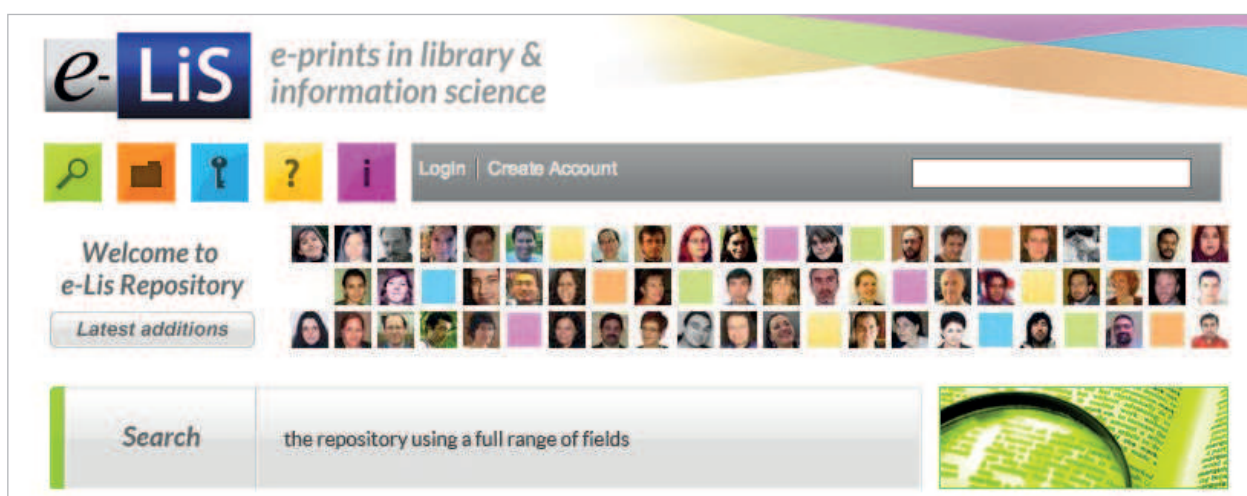 e-LiS
e-prints in library &
information science
? i Login | Create Account
Welcome to
e-Lis Repository
Latest additions
Search
the repository using a full range of fields